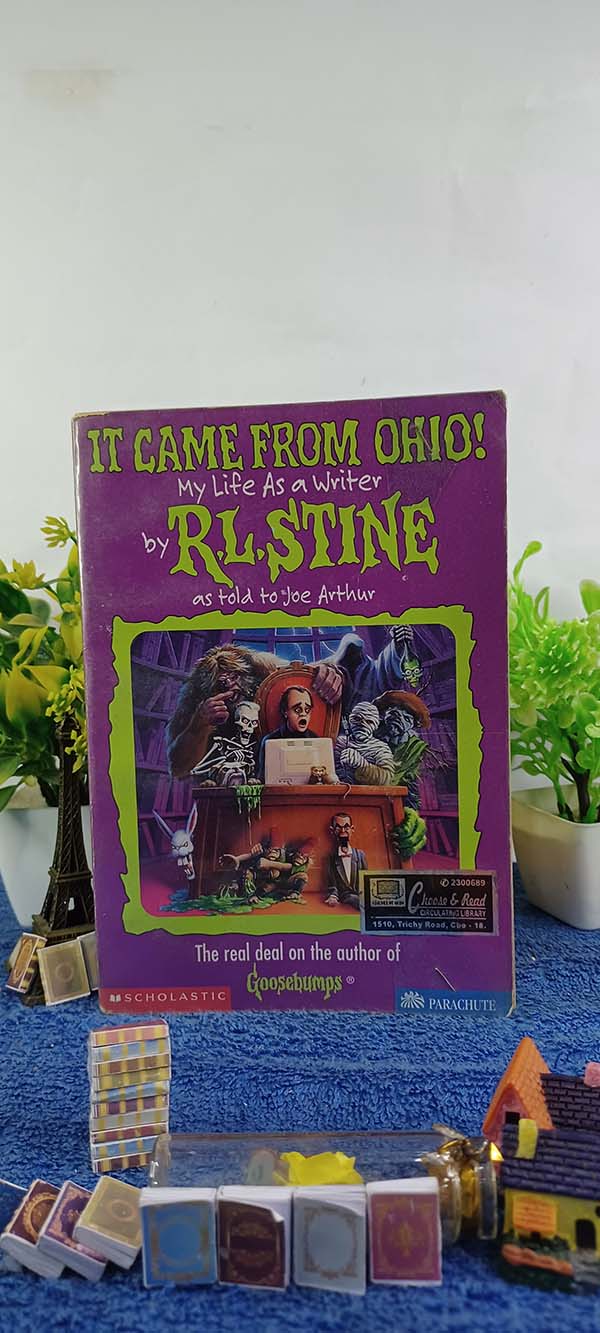 IT CAME FROM OHIO!
My Life As a Writer
by R.L. STINE
as told to Joe Arthur
✆ 2300689
Choose & Read
CIRCULATING LIBRARY
1510, Trichy Road, Cbe - 18.
The real deal on the author of
Goosebumps ®
SCHOLASTIC
PARACHUTE